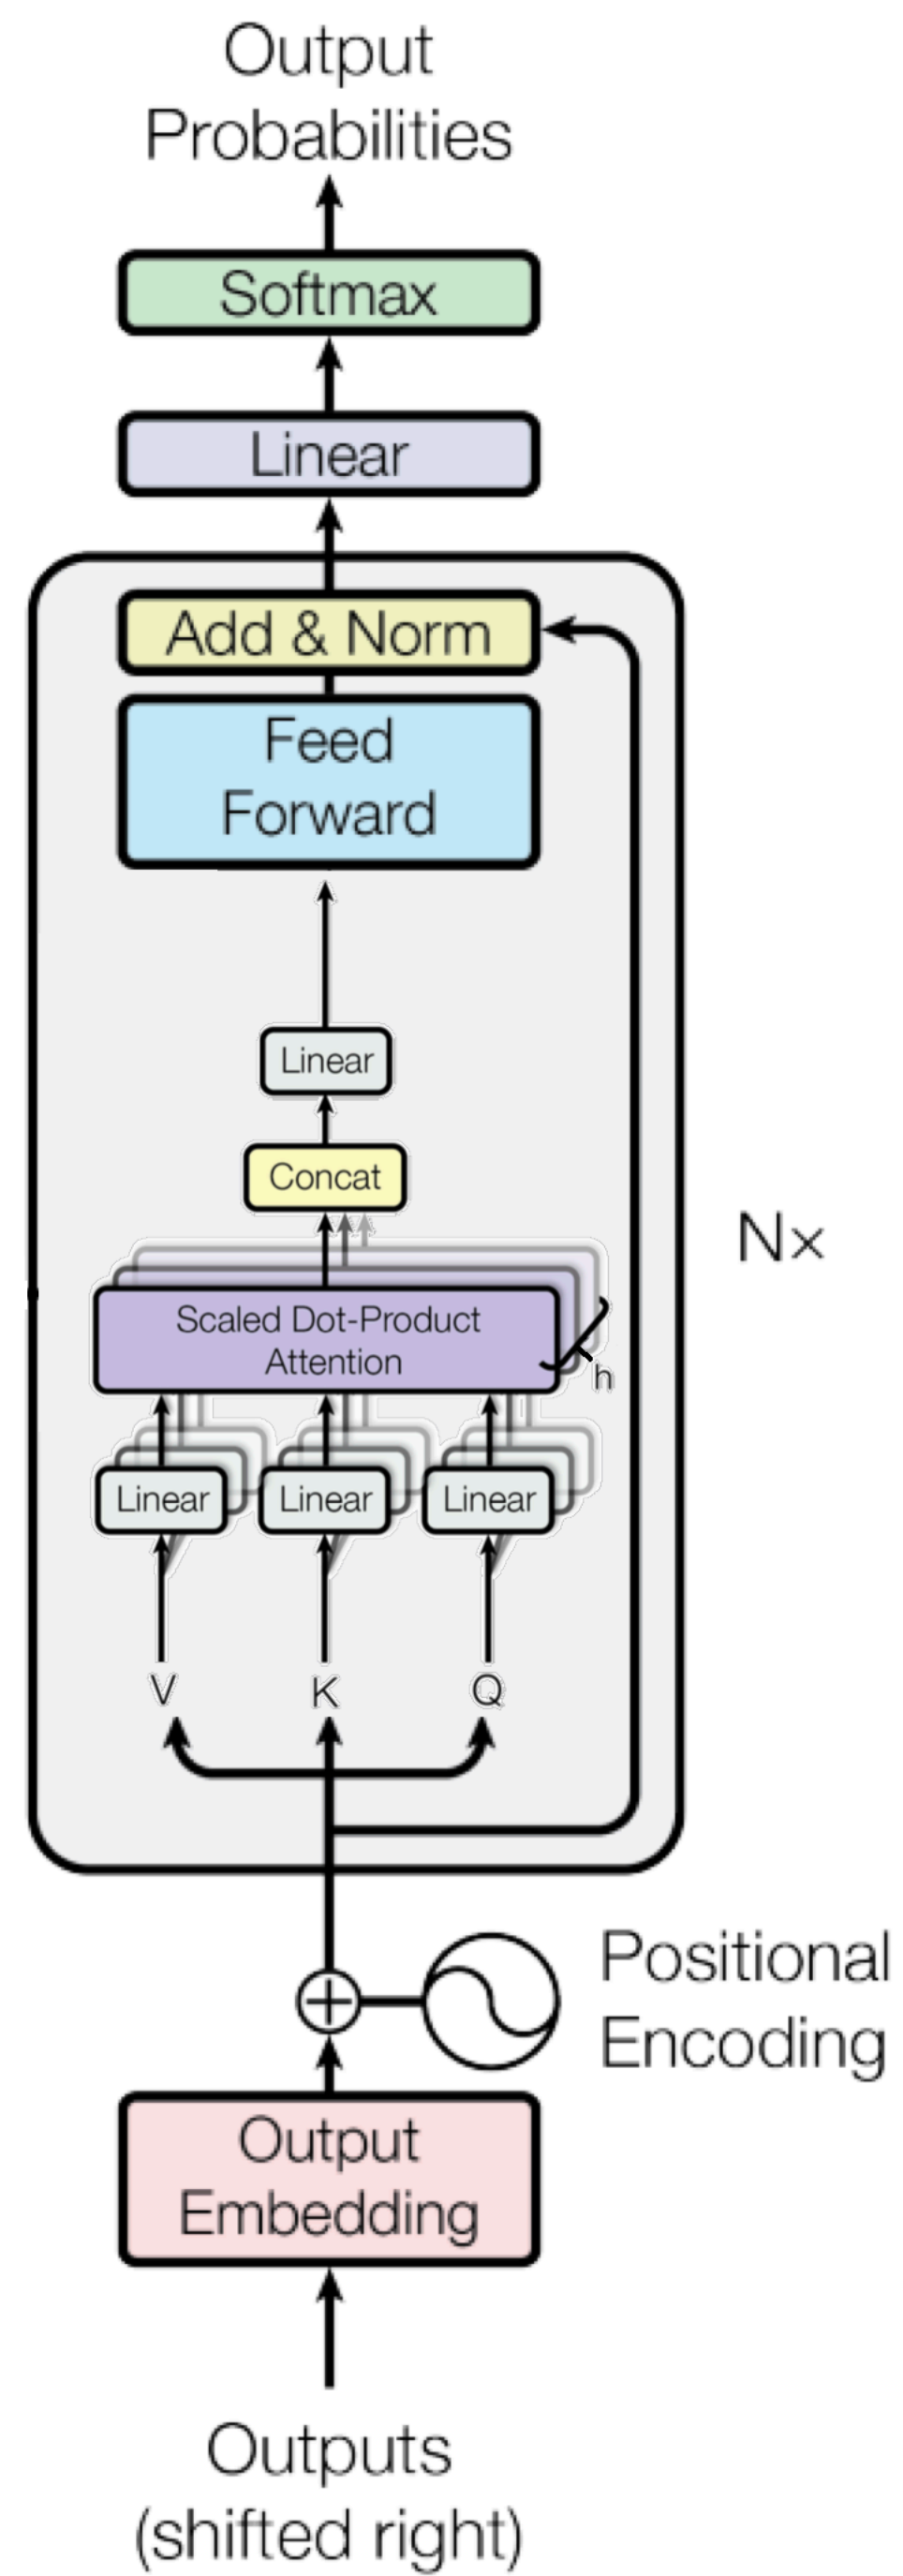 Output
Probabilities
Softmax
Linear
Add & Norm
Feed
Forward
Linear
Concat
Nx
Scaled Dot-Product
Attention
h
Linear Linear Linear
V K Q
Positional
Encoding
Output
Embedding
Outputs
(shifted right)